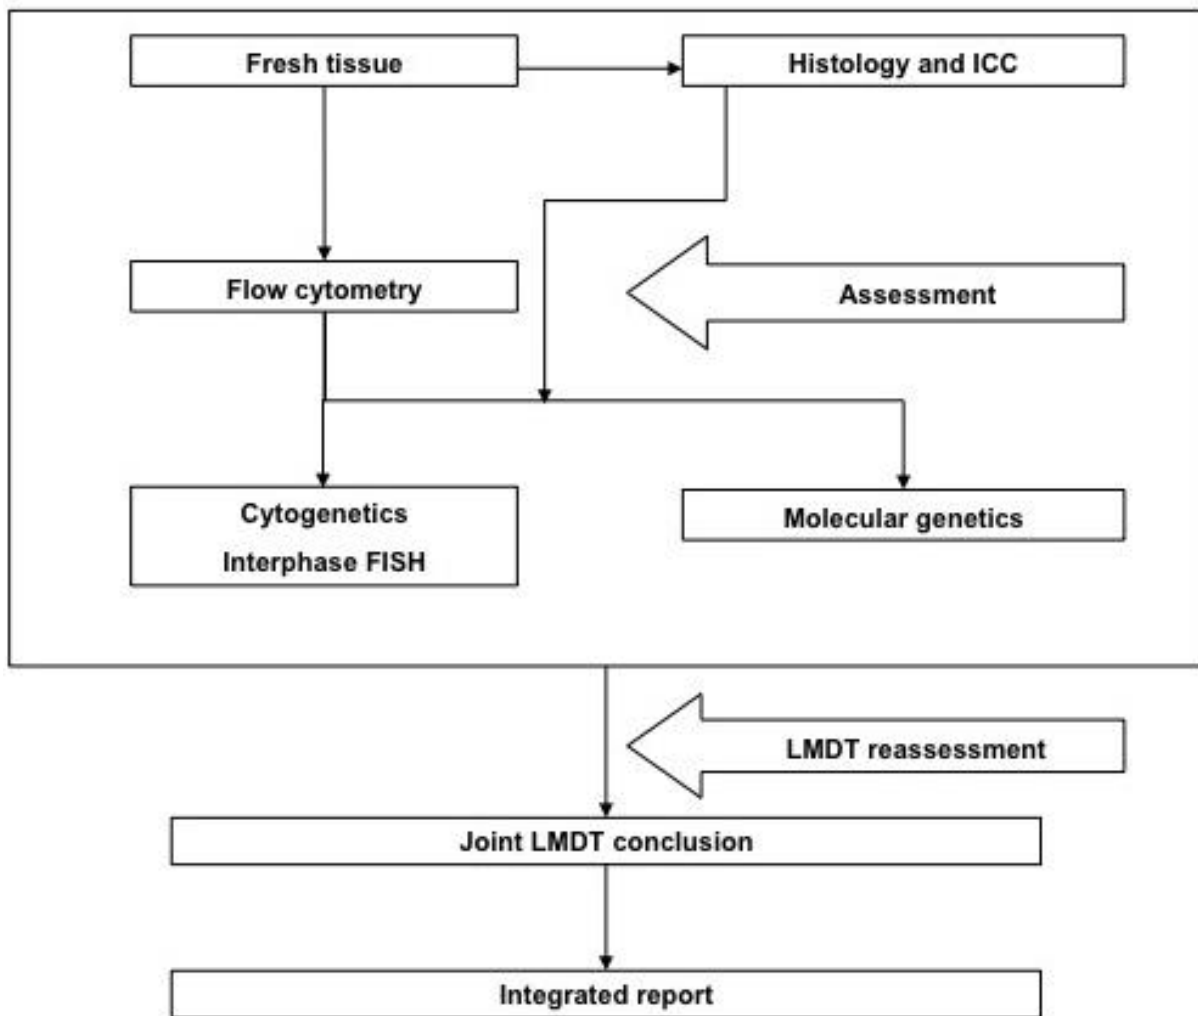 Fresh tissue
Histology and ICC
Flow cytometry
Assessment
Cytogenetics
Interphase FISH
Molecular genetics
LMDT reassessment
Joint LMDT conclusion
Integrated report